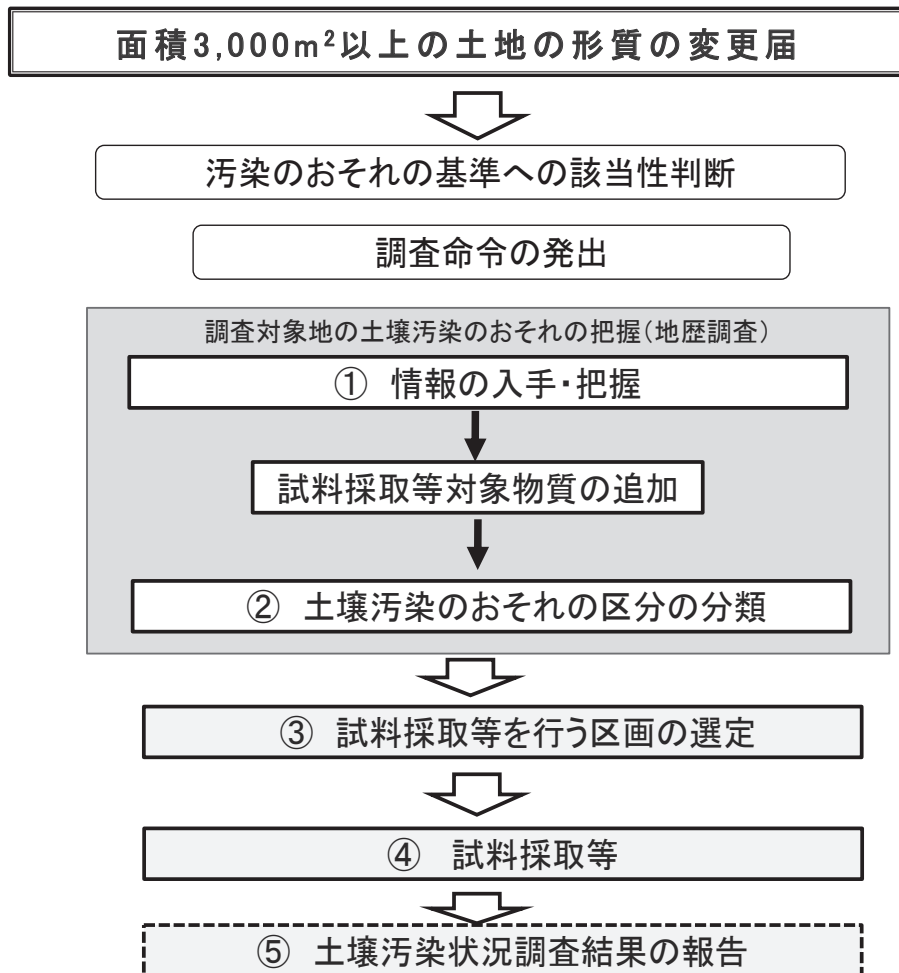 面積3,000m²以上の土地の形質の変更届
汚染のおそれの基準への該当性判断
調査命令の発出
調査対象地の土壌汚染のおそれの把握(地歴調査)
① 情報の入手・把握
試料採取等対象物質の追加
② 土壌汚染のおそれの区分の分類
③ 試料採取等を行う区画の選定
④ 試料採取等
⑤ 土壌汚染状況調査結果の報告